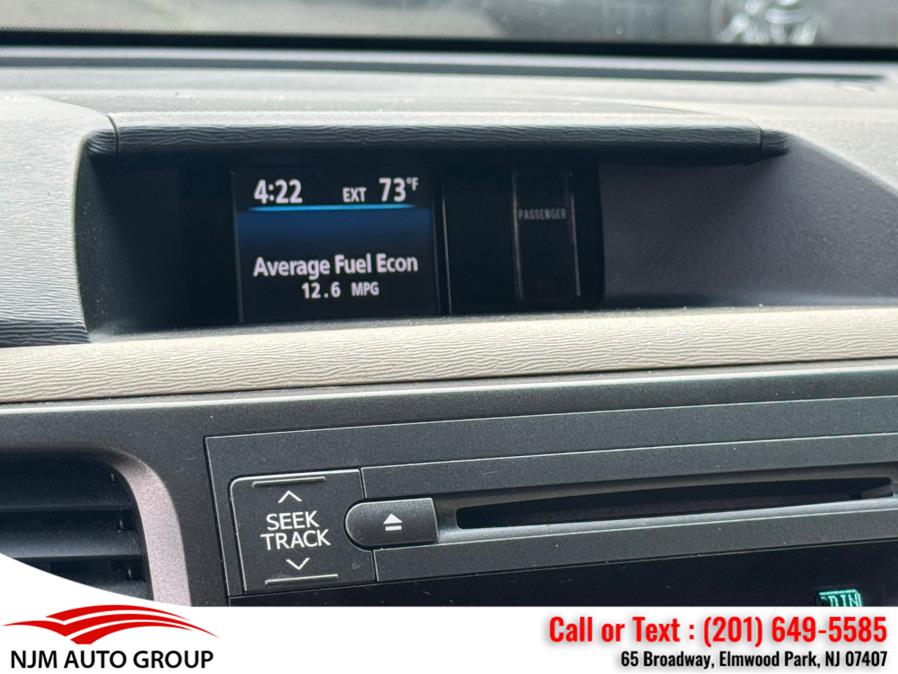 4:22 EXT 73°F
PASSENGER
Average Fuel Econ
12.6 MPG
SEEK
TRACK
NJM AUTO GROUP
Call or Text : (201) 649-5585
65 Broadway, Elmwood Park, NJ 07407